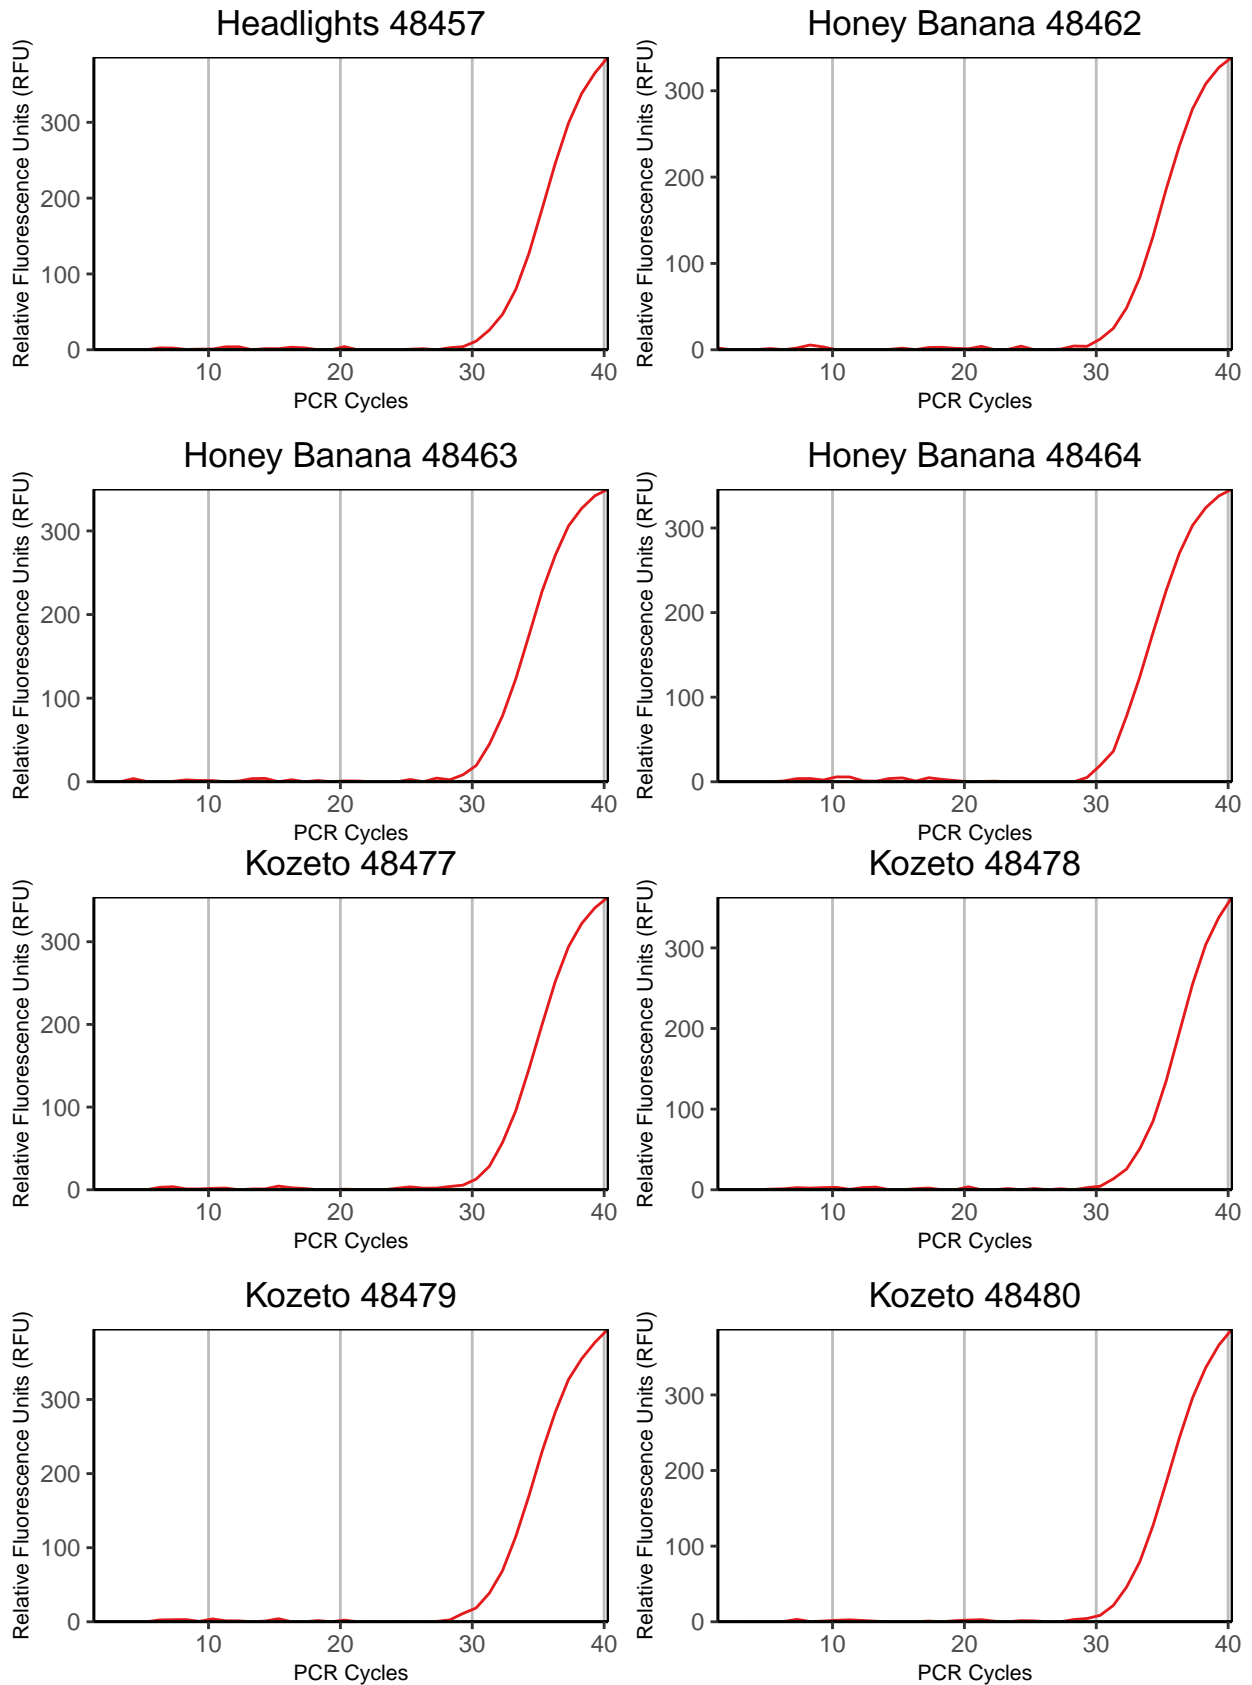 Headlights 48457
Relative Fluorescence Units (RFU)
300
200
100
0
10 20 30 40
PCR Cycles
Honey Banana 48462
Relative Fluorescence Units (RFU)
300
200
100
0
10 20 30 40
PCR Cycles
Honey Banana 48463
Relative Fluorescence Units (RFU)
300
200
100
0
10 20 30 40
PCR Cycles
Honey Banana 48464
Relative Fluorescence Units (RFU)
300
200
100
0
10 20 30 40
PCR Cycles
Kozeto 48477
Relative Fluorescence Units (RFU)
300
200
100
0
10 20 30 40
PCR Cycles
Kozeto 48478
Relative Fluorescence Units (RFU)
300
200
100
0
10 20 30 40
PCR Cycles
Kozeto 48479
Relative Fluorescence Units (RFU)
300
200
100
0
10 20 30 40
PCR Cycles
Kozeto 48480
Relative Fluorescence Units (RFU)
300
200
100
0
10 20 30 40
PCR Cycles